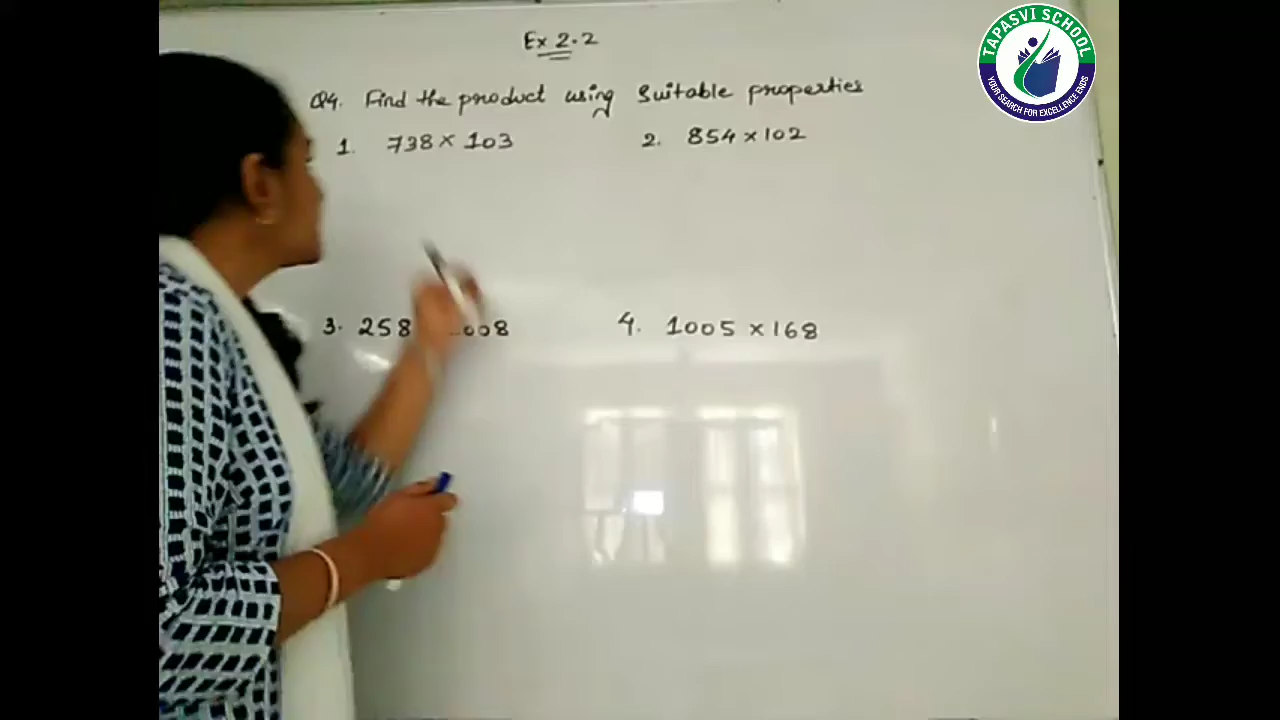 Ex 2.2
Q4. Find the product using Suitable properties
1. 738 × 103
2. 854 × 102
3. 258 008
4. 1005 × 168
TAPASVI SCHOOL
YOUR SEARCH FOR EXCELLENCE ENDS